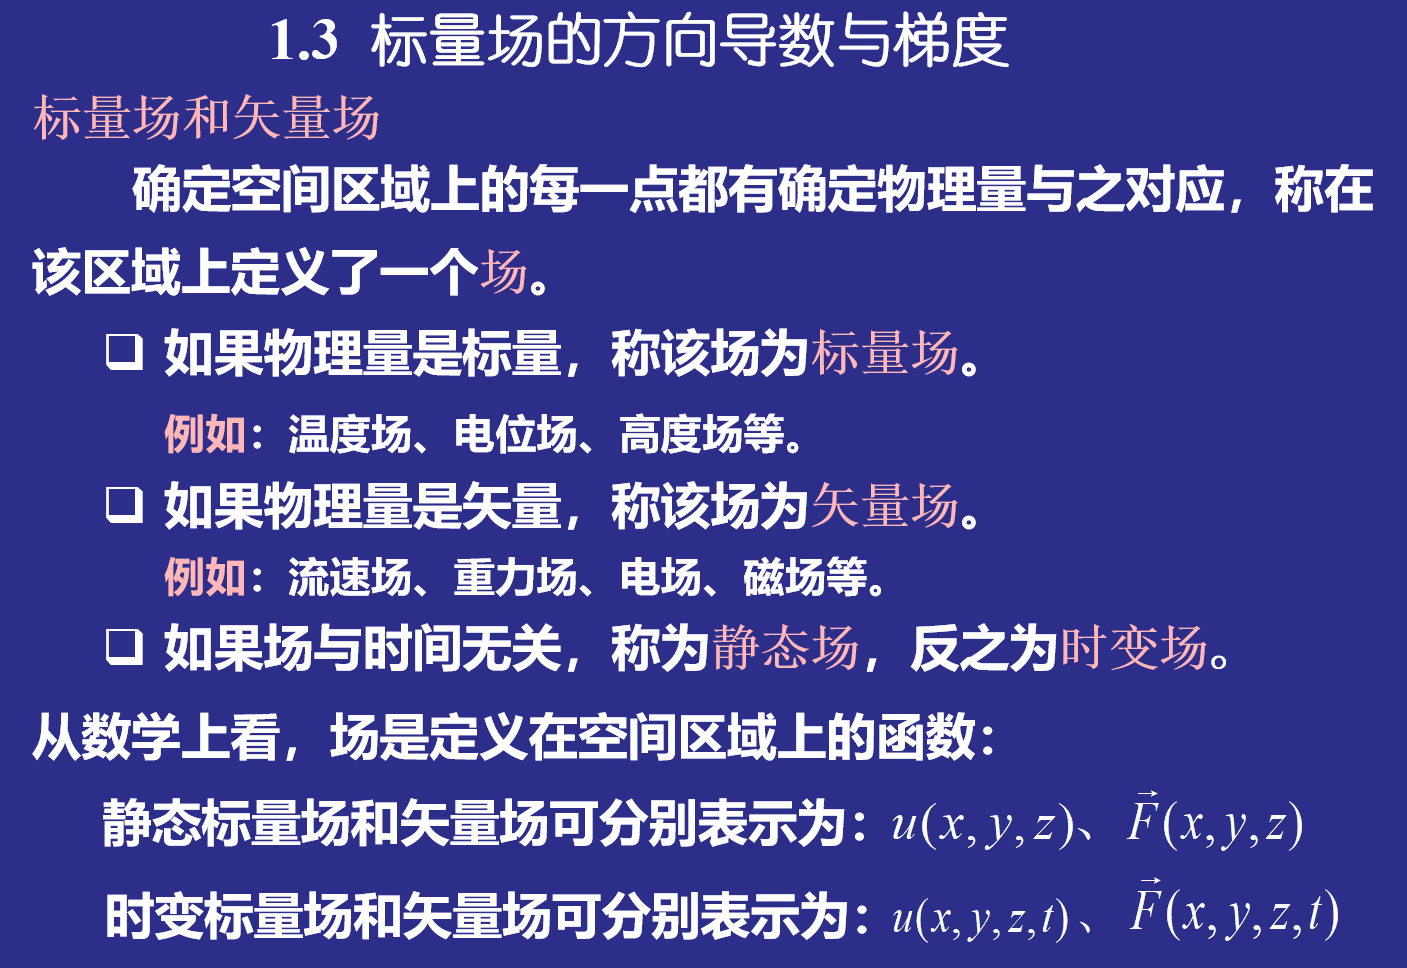 1.3 标量场的方向导数与梯度
标量场和矢量场
确定空间区域上的每一点都有确定物理量与之对应，称在
该区域上定义了一个场。
❑ 如果物理量是标量，称该场为标量场。
例如：温度场、电位场、高度场等。
❑ 如果物理量是矢量，称该场为矢量场。
例如：流速场、重力场、电场、磁场等。
❑ 如果场与时间无关，称为静态场，反之为时变场。
从数学上看，场是定义在空间区域上的函数：
静态标量场和矢量场可分别表示为：u(x, y, z)、 F⃗(x, y, z)
时变标量场和矢量场可分别表示为：u(x, y, z, t)、 F⃗(x, y, z, t)